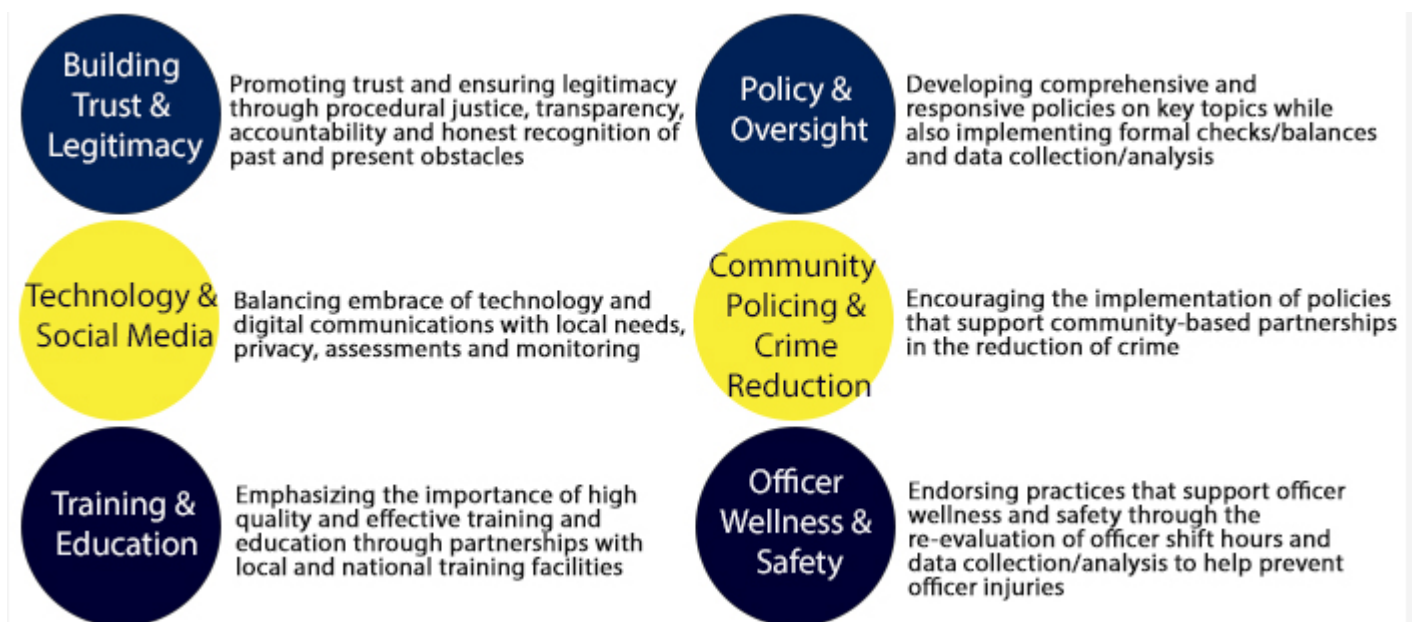 Building
Trust &
Legitimacy
Promoting trust and ensuring legitimacy
through procedural justice, transparency,
accountability and honest recognition of
past and present obstacles
Policy &
Oversight
Developing comprehensive and
responsive policies on key topics while
also implementing formal checks/balances
and data collection/analysis
Technology &
Social Media
Balancing embrace of technology and
digital communications with local needs,
privacy, assessments and monitoring
Community
Policing &
Crime
Reduction
Encouraging the implementation of policies
that support community-based partnerships
in the reduction of crime
Training &
Education
Emphasizing the importance of high
quality and effective training and
education through partnerships with
local and national training facilities
Officer
Wellness &
Safety
Endorsing practices that support officer
wellness and safety through the
re-evaluation of officer shift hours and
data collection/analysis to help prevent
officer injuries